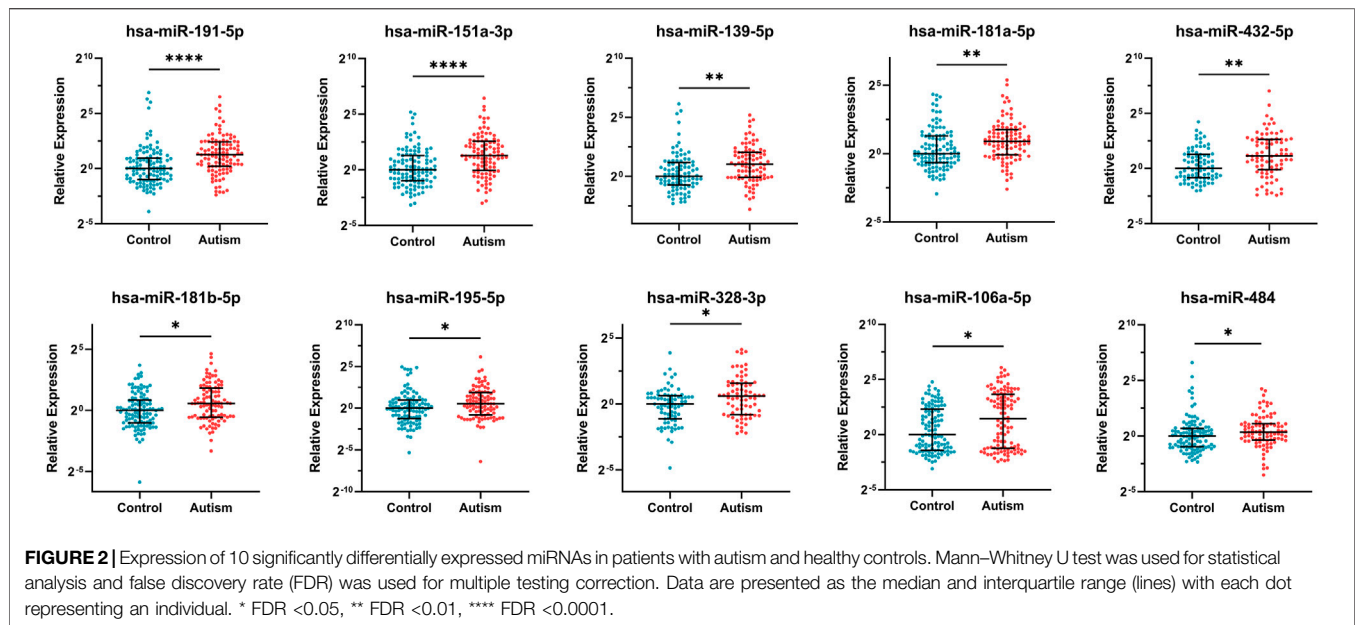 hsa-miR-191-5p
****
2^10
2^5
2^0
2^-5
Relative Expression
Control Autism
hsa-miR-151a-3p
****
2^10
2^5
2^0
2^-5
Relative Expression
Control Autism
hsa-miR-139-5p
**
2^10
2^5
2^0
Relative Expression
Control Autism
hsa-miR-181a-5p
**
2^5
2^0
2^-5
Relative Expression
Control Autism
hsa-miR-432-5p
**
2^10
2^5
2^0
2^-5
Relative Expression
Control Autism
hsa-miR-181b-5p
*
2^5
2^0
2^-5
Relative Expression
Control Autism
hsa-miR-195-5p
*
2^10
2^5
2^0
2^-5
2^-10
Relative Expression
Control Autism
hsa-miR-328-3p
*
2^5
2^0
2^-5
Relative Expression
Control Autism
hsa-miR-106a-5p
*
2^10
2^5
2^0
2^-5
Relative Expression
Control Autism
hsa-miR-484
*
2^10
2^5
2^0
2^-5
Relative Expression
Control Autism
FIGURE 2 | Expression of 10 significantly differentially expressed miRNAs in patients with autism and healthy controls. Mann–Whitney U test was used for statistical
analysis and false discovery rate (FDR) was used for multiple testing correction. Data are presented as the median and interquartile range (lines) with each dot
representing an individual. * FDR <0.05, ** FDR <0.01, **** FDR <0.0001.